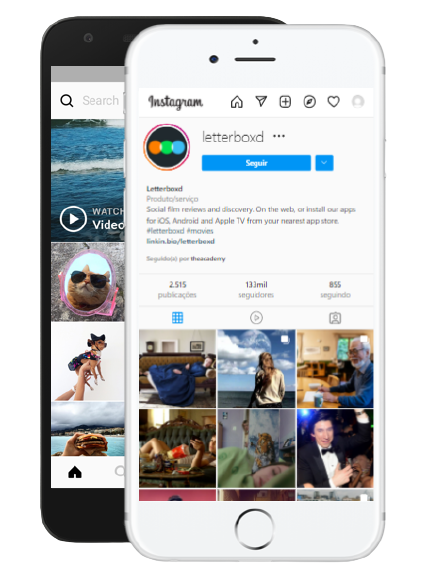 Search
WATCH
Video
Instagram
letterboxd ...
Seguir
Letterboxd
Produto/serviço
Social film reviews and discovery. On the web, or install our apps
for iOS, Android and Apple TV from your nearest app store.
#letterboxd #movies
linkin.bio/letterboxd
Seguido(a) por theacademy
2.515
publicações
131mil
seguidores
855
seguindo